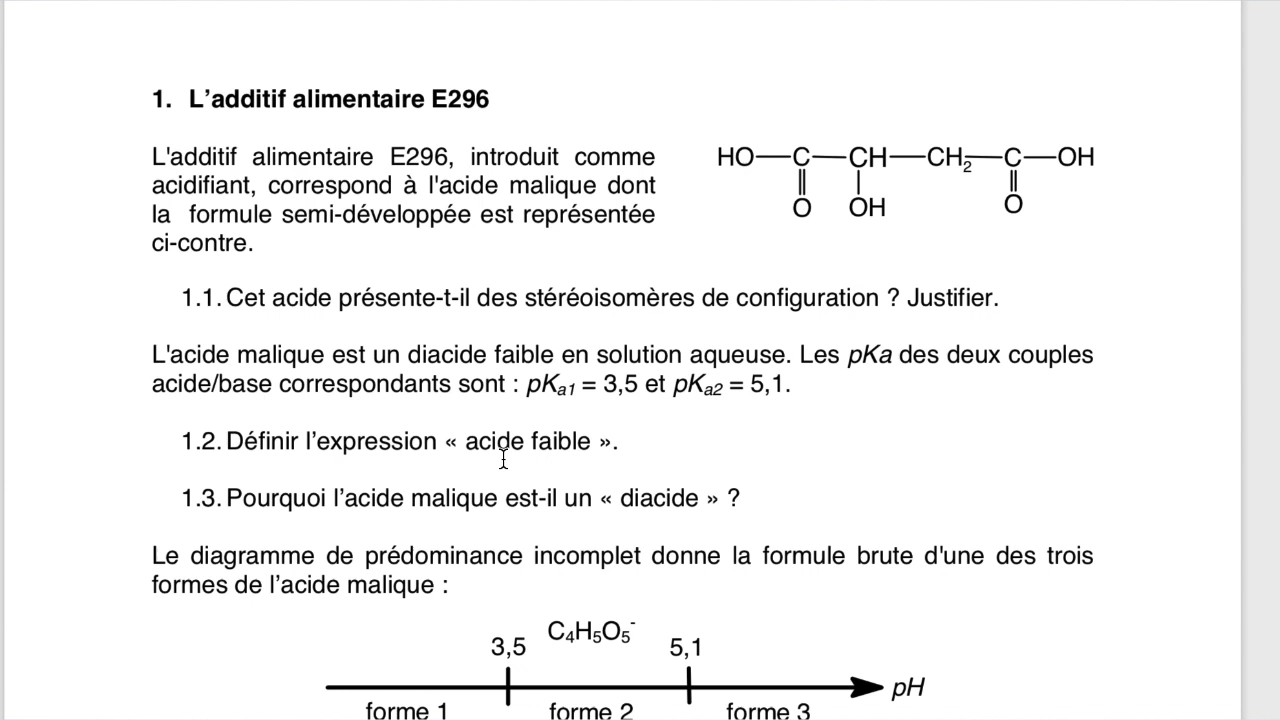 1. L’additif alimentaire E296
L'additif alimentaire E296, introduit comme
acidifiant, correspond à l'acide malique dont
la formule semi-développée est représentée
ci-contre.
HO—C—CH—CH₂—C—OH
O OH O
1.1. Cet acide présente-t-il des stéréoisomères de configuration ? Justifier.
L'acide malique est un diacide faible en solution aqueuse. Les pKa des deux couples
acide/base correspondants sont : pKa1 = 3,5 et pKa2 = 5,1.
1.2. Définir l’expression « acide faible ».
1.3. Pourquoi l’acide malique est-il un « diacide » ?
Le diagramme de prédominance incomplet donne la formule brute d'une des trois
formes de l’acide malique :
C₄H₅O₅⁻
3,5 5,1
pH
forme 1 forme 2 forme 3